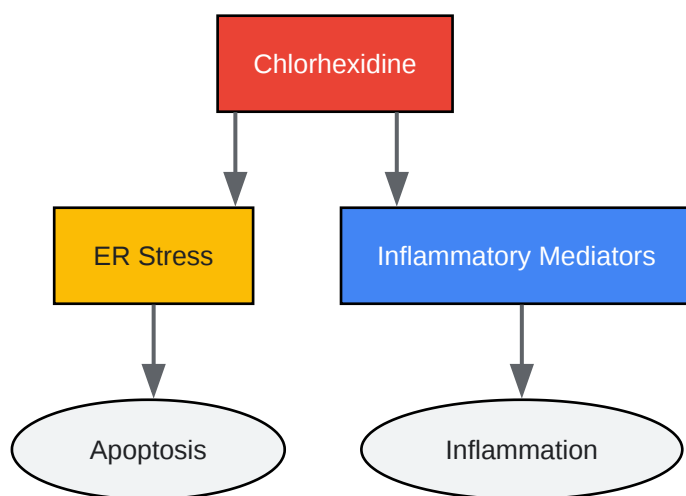 Chlorhexidine
ER Stress
Inflammatory Mediators
Apoptosis
Inflammation